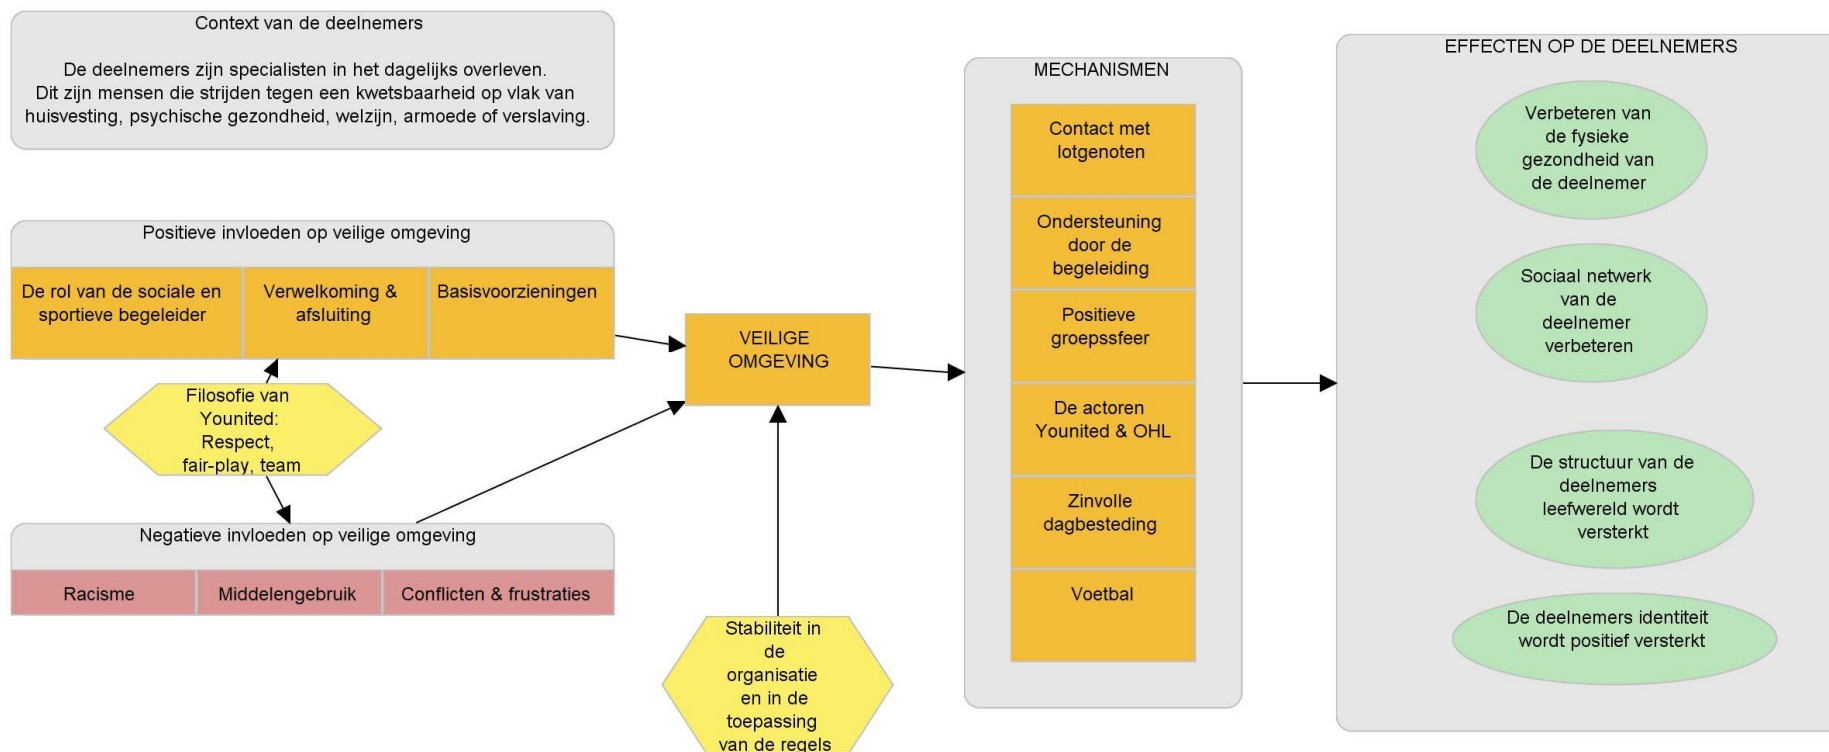 Context van de deelnemers
De deelnemers zijn specialisten in het dagelijks overleven.
Dit zijn mensen die strijden tegen een kwetsbaarheid op vlak van
huisvesting, psychische gezondheid, welzijn, armoede of verslaving.
Positieve invloeden op veilige omgeving
De rol van de sociale en
sportieve begeleider
Verwelkoming &
afsluiting
Basisvoorzieningen
Filosofie van
Younited:
Respect,
fair-play, team
Negatieve invloeden op veilige omgeving
Racisme
Middelengebruik
Conflicten & frustraties
VEILIGE
OMGEVING
Stabiliteit in
de
organisatie
en in de
toepassing
van de regels
MECHANISMEN
Contact met
lotgenoten
Ondersteuning
door de
begeleiding
Positieve
groepssfeer
De actoren
Younited & OHL
Zinvolle
dagbesteding
Voetbal
EFFECTEN OP DE DEELNEMERS
Verbeteren van
de fysieke
gezondheid van
de deelnemer
Sociaal netwerk
van de
deelnemer
verbeteren
De structuur van de
deelnemers
leefwereld wordt
versterkt
De deelnemers identiteit
wordt positief versterkt